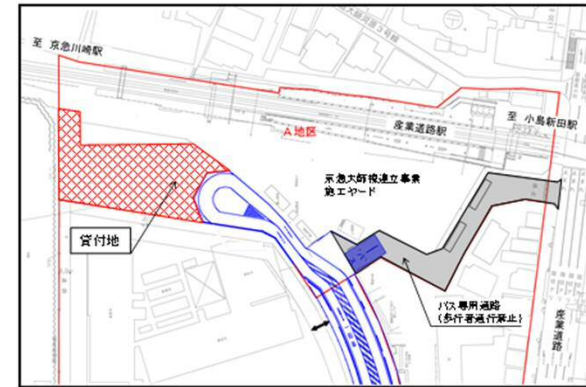 至 京急川崎駅
至 小島新田駅
産業道路駅
A地区
京急大師線連立事業
施工ヤード
貸付地
バス専用通路
(歩行者通行禁止)
産業道路